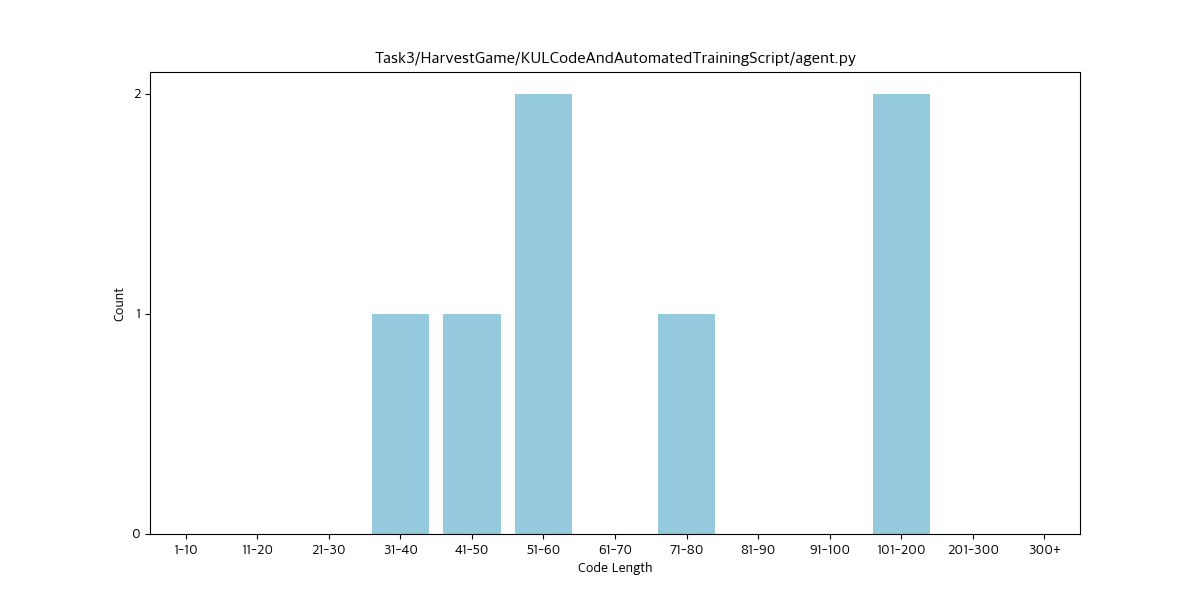 Task3/HarvestGame/KULCodeAndAutomatedTrainingScript/agent.py
2
1
0
Count
1-10 11-20 21-30 31-40 41-50 51-60 61-70 71-80 81-90 91-100 101-200 201-300 300+
Code Length